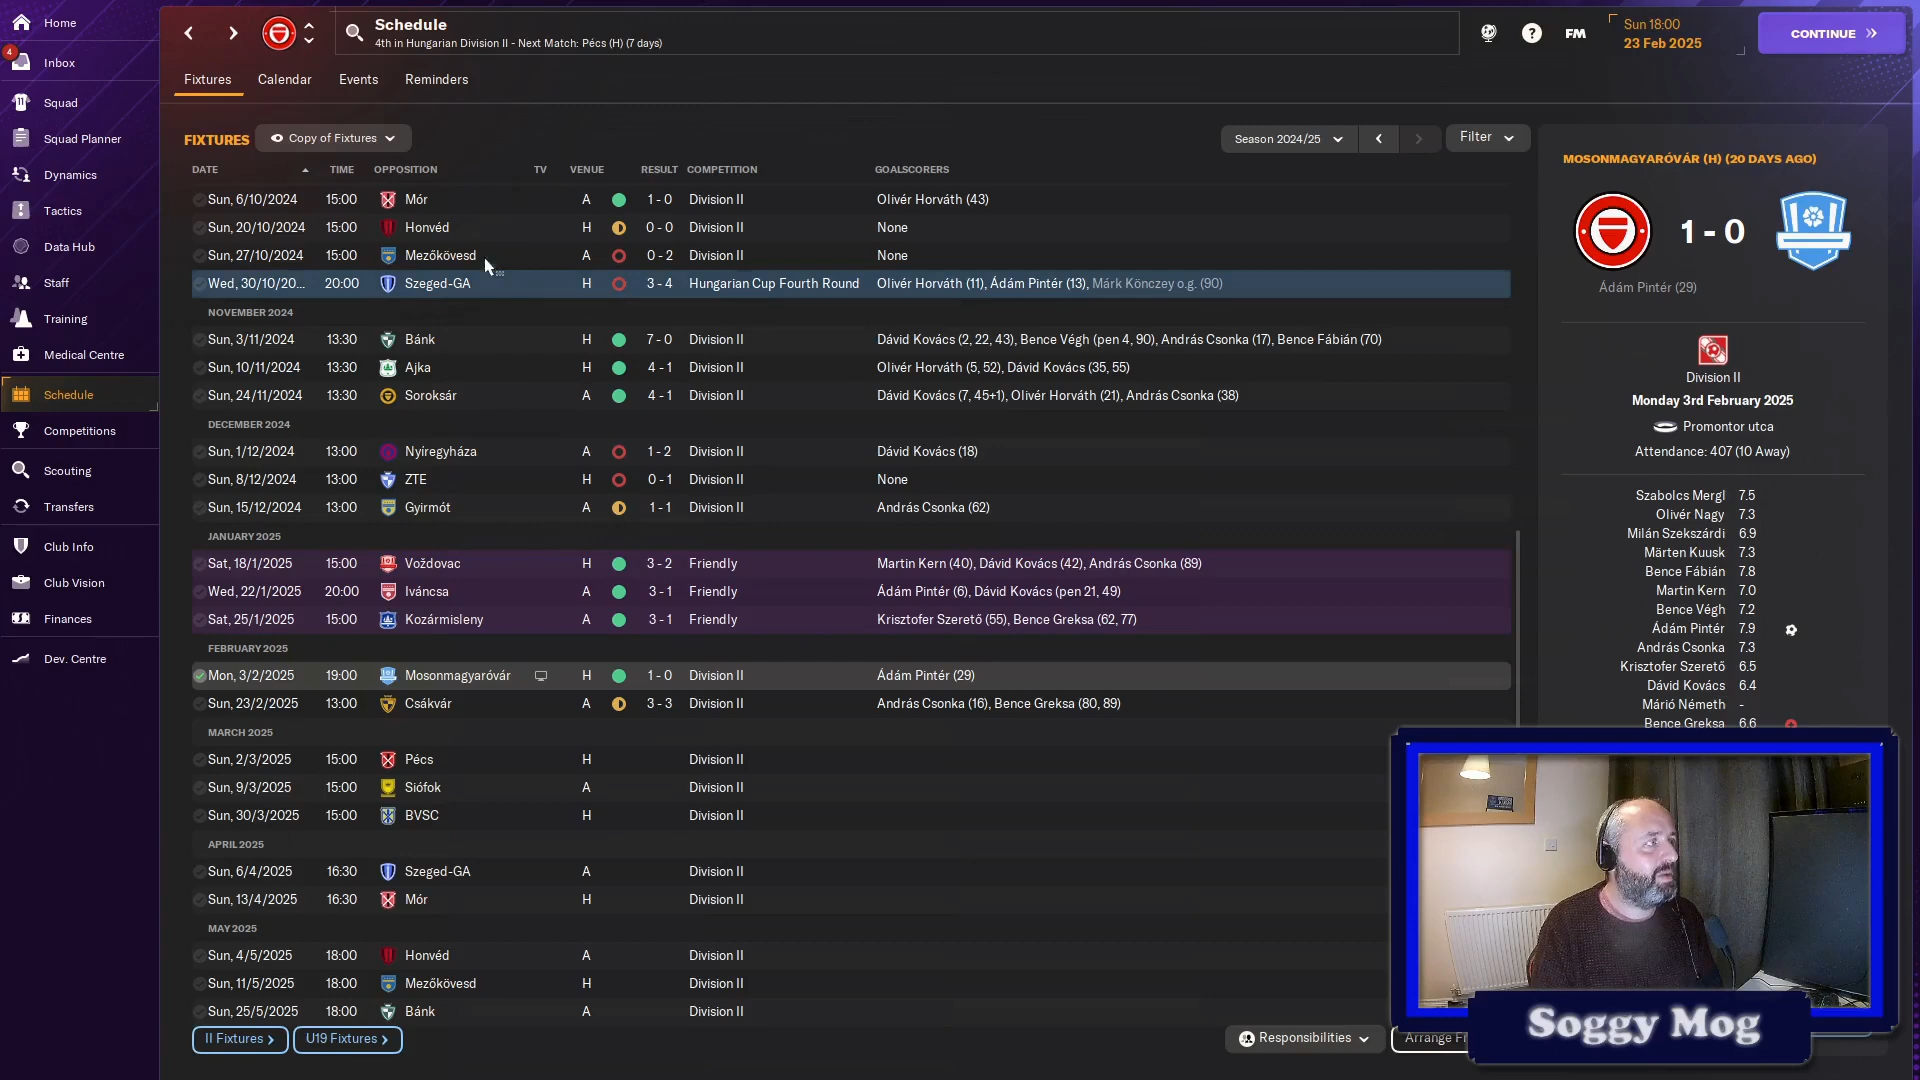 Home
4
Inbox
Squad
Squad Planner
Dynamics
Tactics
Data Hub
Staff
Training
Medical Centre
Schedule
Competitions
Scouting
Transfers
Club Info
Club Vision
Finances
Dev. Centre
Schedule
4th in Hungarian Division II - Next Match: Pécs (H) (7 days)
?
FM
Sun 18:00
23 Feb 2025
CONTINUE
Fixtures Calendar Events Reminders
FIXTURES Copy of Fixtures Season 2024/25 Filter
DATE TIME OPPOSITION TV VENUE RESULT COMPETITION GOALSCORERS
Sun, 6/10/2024 15:00 Mór A 1 - 0 Division II Olivér Horváth (43)
Sun, 20/10/2024 15:00 Honvéd H 0 - 0 Division II None
Sun, 27/10/2024 15:00 Mezőkövesd A 0 - 2 Division II None
Wed, 30/10/20... 20:00 Szeged-GA H 3 - 4 Hungarian Cup Fourth Round Olivér Horváth (11), Ádám Pintér (13), Márk Könczey o.g. (90)
NOVEMBER 2024
Sun, 3/11/2024 13:30 Bánk H 7 - 0 Division II Dávid Kovács (2, 22, 43), Bence Végh (pen 4, 90), András Csonka (17), Bence Fábián (70)
Sun, 10/11/2024 13:30 Ajka H 4 - 1 Division II Olivér Horváth (5, 52), Dávid Kovács (35, 55)
Sun, 24/11/2024 13:30 Soroksár A 4 - 1 Division II Dávid Kovács (7, 45+1), Olivér Horváth (21), András Csonka (38)
DECEMBER 2024
Sun, 1/12/2024 13:00 Nyíregyháza A 1 - 2 Division II Dávid Kovács (18)
Sun, 8/12/2024 13:00 ZTE H 0 - 1 Division II None
Sun, 15/12/2024 13:00 Gyirmót A 1 - 1 Division II András Csonka (62)
JANUARY 2025
Sat, 18/1/2025 15:00 Voždovac H 3 - 2 Friendly Martin Kern (40), Dávid Kovács (42), András Csonka (89)
Wed, 22/1/2025 20:00 Iváncsa A 3 - 1 Friendly Ádám Pintér (6), Dávid Kovács (pen 21, 49)
Sat, 25/1/2025 15:00 Kozármisleny A 3 - 1 Friendly Krisztofer Szerető (55), Bence Greksa (62, 77)
FEBRUARY 2025
Mon, 3/2/2025 19:00 Mosonmagyaróvár H 1 - 0 Division II Ádám Pintér (29)
Sun, 23/2/2025 13:00 Csákvár A 3 - 3 Division II András Csonka (16), Bence Greksa (80, 89)
MARCH 2025
Sun, 2/3/2025 15:00 Pécs H Division II
Sun, 9/3/2025 15:00 Siófok A Division II
Sun, 30/3/2025 15:00 BVSC H Division II
APRIL 2025
Sun, 6/4/2025 16:30 Szeged-GA A Division II
Sun, 13/4/2025 16:30 Mór H Division II
MAY 2025
Sun, 4/5/2025 18:00 Honvéd A Division II
Sun, 11/5/2025 18:00 Mezőkövesd H Division II
Sun, 25/5/2025 18:00 Bánk A Division II
II Fixtures U19 Fixtures Responsibilities Arrange Fi
MOSONMAGYARÓVÁR (H) (20 DAYS AGO)
1 - 0
Ádám Pintér (29)
Division II
Monday 3rd February 2025
Promontor utca
Attendance: 407 (10 Away)
Szabolcs Mergl 7.5
Olivér Nagy 7.3
Milán Szekszárdi 6.9
Märten Kuusk 7.3
Bence Fábián 7.8
Martin Kern 7.0
Bence Végh 7.2
Ádám Pintér 7.9
András Csonka 7.3
Krisztofer Szerető 6.5
Dávid Kovács 6.4
Márió Németh -
Bence Greksa 6.6
Soggy Mog